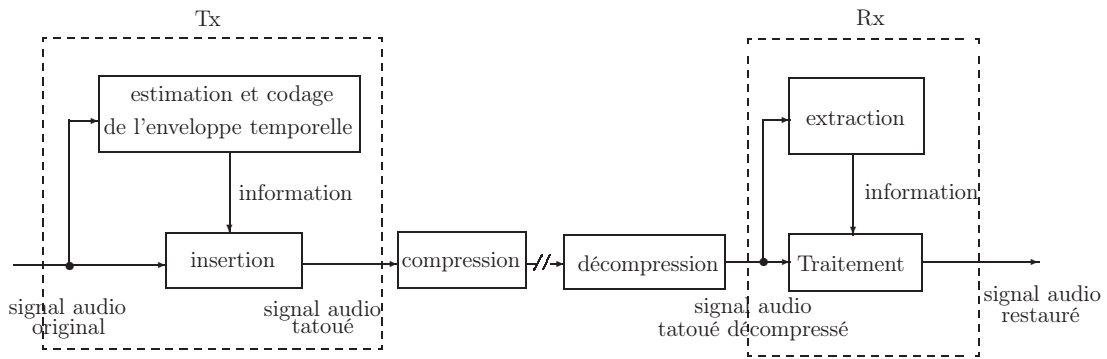 Tx
Rx
estimation et codage
de l'enveloppe temporelle
extraction
information
information
insertion
compression
décompression
Traitement
signal audio
original
signal audio
tatoué
signal audio
tatoué décompressé
signal audio
restauré